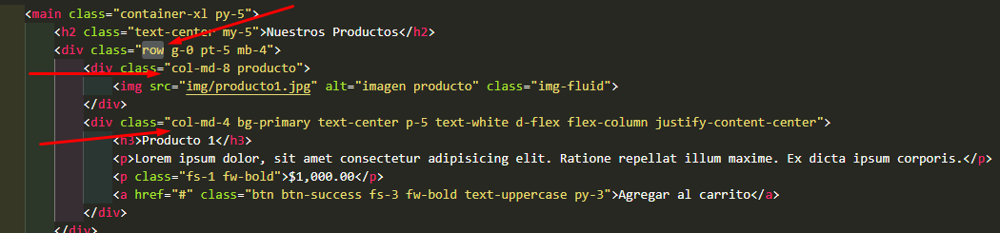 <main class="container-xl py-5">
<h2 class="text-center my-5">Nuestros Productos</h2>
<div class="row g-0 pt-5 mb-4">
<div class="col-md-8 producto">
<img src="img/producto1.jpg" alt="imagen producto" class="img-fluid">
</div>
<div class="col-md-4 bg-primary text-center p-5 text-white d-flex flex-column justify-content-center">
<h3>Producto 1</h3>
<p>Lorem ipsum dolor, sit amet consectetur adipisicing elit. Ratione repellat illum maxime. Ex dicta ipsum corporis.</p>
<p class="fs-1 fw-bold">$1,000.00</p>
<a href="#" class="btn btn-success fs-3 fw-bold text-uppercase py-3">Agregar al carrito</a>
</div>
</div>